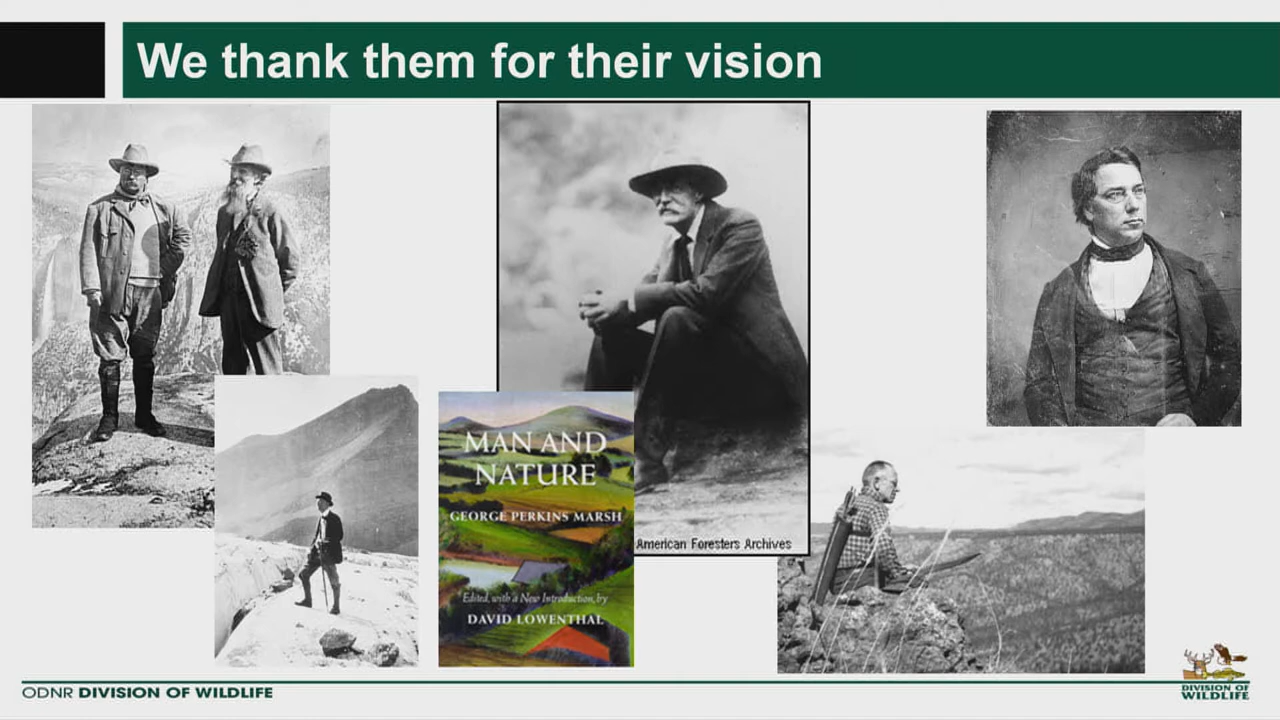 We thank them for their vision
MAN AND
NATURE
GEORGE PERKINS MARSH
Edited, with a New Introduction, by
DAVID LOWENTHAL
American Foresters Archives
ODNR DIVISION OF WILDLIFE
DIVISION OF
WILDLIFE